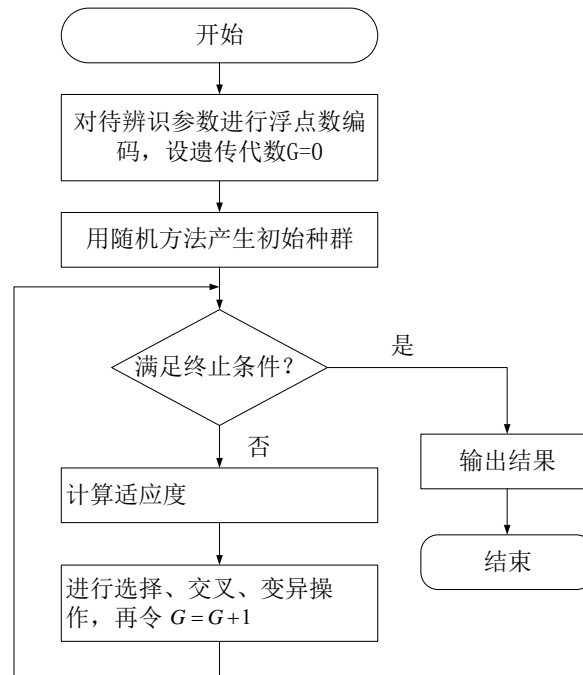 开始
对待辨识参数进行浮点数编
码，设遗传代数G=0
用随机方法产生初始种群
满足终止条件？
是
否
输出结果
计算适应度
结束
进行选择、交叉、变异操
作，再令 G=G+1